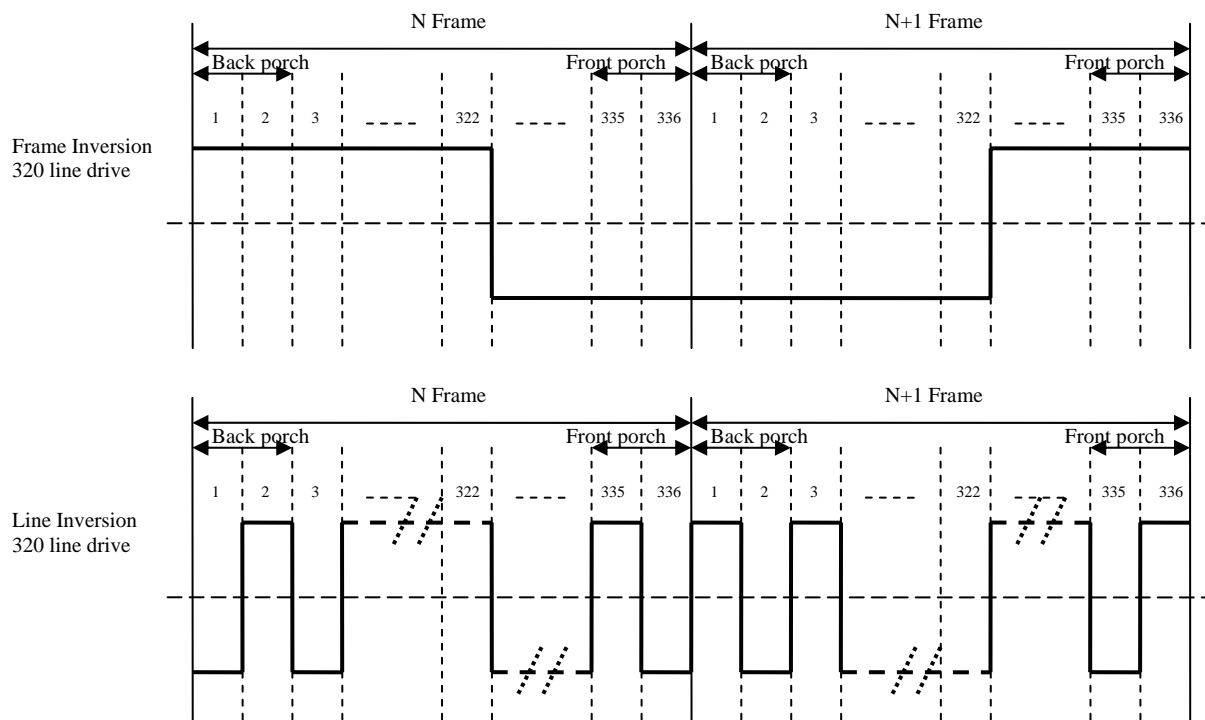 N Frame N+1 Frame
Back porch Front porch Back porch Front porch
1 2 3 322 335 336 1 2 3 322 335 336
Frame Inversion
320 line drive
N Frame N+1 Frame
Back porch Front porch Back porch Front porch
1 2 3 322 335 336 1 2 3 322 335 336
Line Inversion
320 line drive